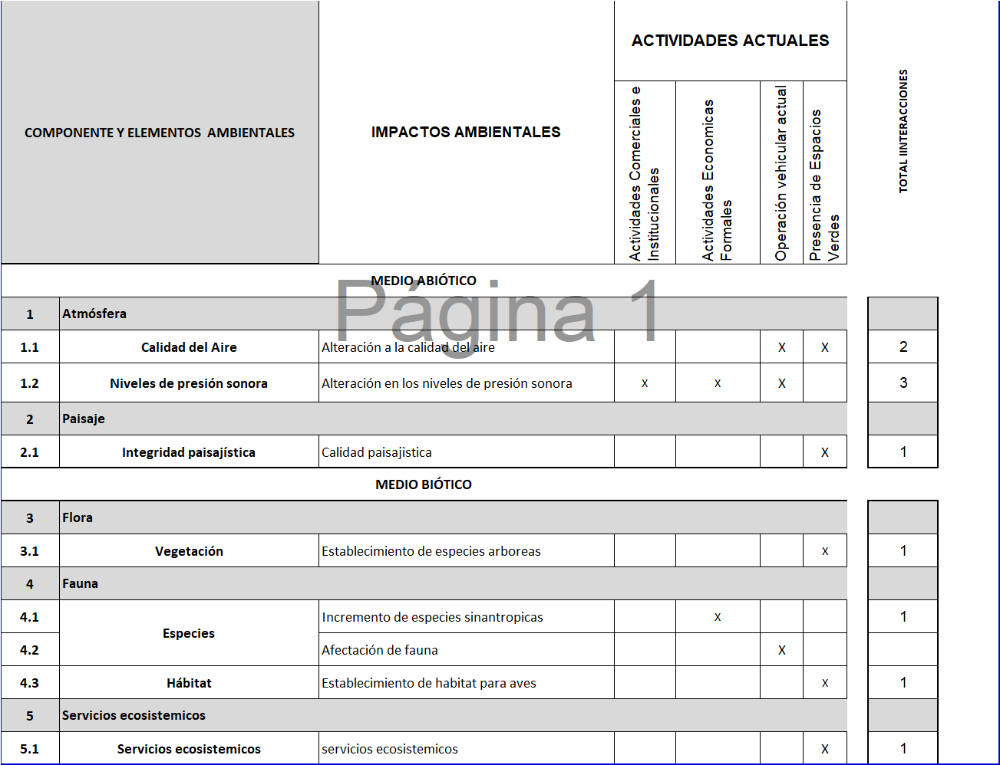 COMPONENTE Y ELEMENTOS AMBIENTALES
IMPACTOS AMBIENTALES
ACTIVIDADES ACTUALES
Actividades Comerciales e
Institucionales
Actividades Economicas
Formales
Operación vehicular actual
Presencia de Espacios
Verdes
TOTAL IINTERACCIONES
MEDIO ABIÓTICO
Página 1
1 Atmósfera
1.1 Calidad del Aire Alteración a la calidad del aire X X 2
1.2 Niveles de presión sonora Alteración en los niveles de presión sonora X X X 3
2 Paisaje
2.1 Integridad paisajística Calidad paisajistica X 1
MEDIO BIÓTICO
3 Flora
3.1 Vegetación Establecimiento de especies arboreas X 1
4 Fauna
4.1 Especies Incremento de especies sinantropicas X 1
4.2 Afectación de fauna X
4.3 Hábitat Establecimiento de habitat para aves X 1
5 Servicios ecosistemicos
5.1 Servicios ecosistemicos servicios ecosistemicos X 1